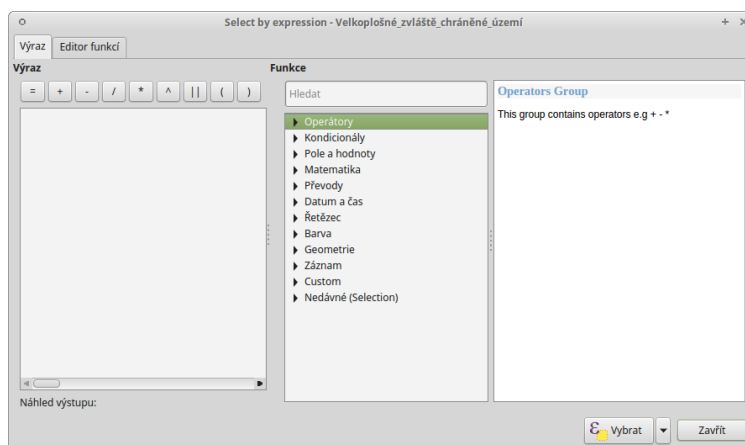 Select by expression - Velkoplošné_zvláště_chráněné_území
Výraz
Editor funkcí
Výraz
= + - / * ^ || ( )
Náhled výstupu:
Funkce
Hledat
Operátory
Kondicionály
Pole a hodnoty
Matematika
Převody
Datum a čas
Řetězec
Barva
Geometrie
Záznam
Custom
Nedávné (Selection)
Operators Group
This group contains operators e.g + - *
Vybrat
Zavřít